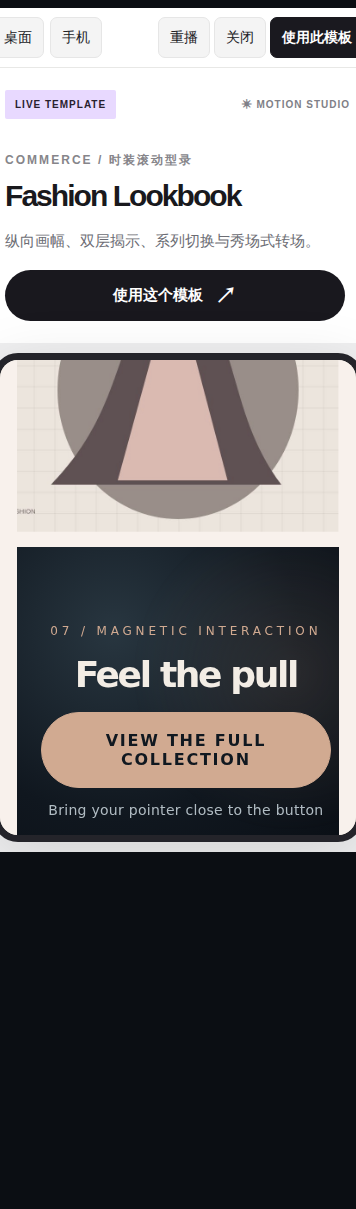 桌面 手机 重播 关闭 使用此模板
LIVE TEMPLATE ✷ MOTION STUDIO
COMMERCE / 时装滚动型录
Fashion Lookbook
纵向画幅、双层揭示、系列切换与秀场式转场。
使用这个模板 ↗
SHION
07 / MAGNETIC INTERACTION
Feel the pull
VIEW THE FULL
COLLECTION
Bring your pointer close to the button